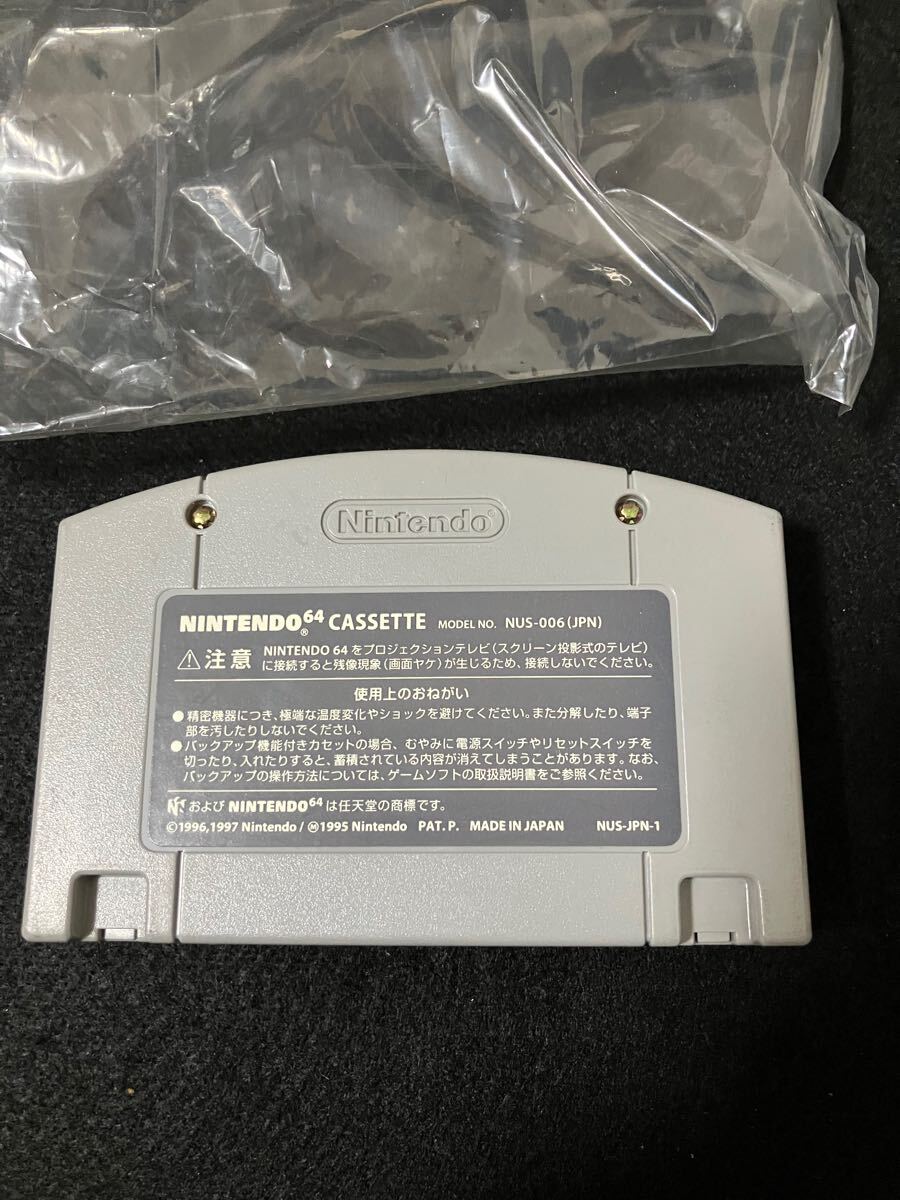 Nintendo®
NINTENDO64® CASSETTE MODEL NO. NUS-006(JPN)
⚠注意 NINTENDO 64をプロジェクションテレビ(スクリーン投影式のテレビ)
に接続すると残像現象(画面ヤケ)が生じるため、接続しないでください。
使用上のおねがい
●精密機器につき、極端な温度変化やショックを避けてください。また分解したり、端子
部を汚したりしないでください。
●バックアップ機能付きカセットの場合、むやみに電源スイッチやリセットスイッチを
切ったり、入れたりすると、蓄積されている内容が消えてしまうことがあります。なお、
バックアップの操作方法については、ゲームソフトの取扱説明書をご参照ください。
および NINTENDO64 は任天堂の商標です。
©1996,1997 Nintendo/Ⓜ1995 Nintendo PAT. P. MADE IN JAPAN NUS-JPN-1